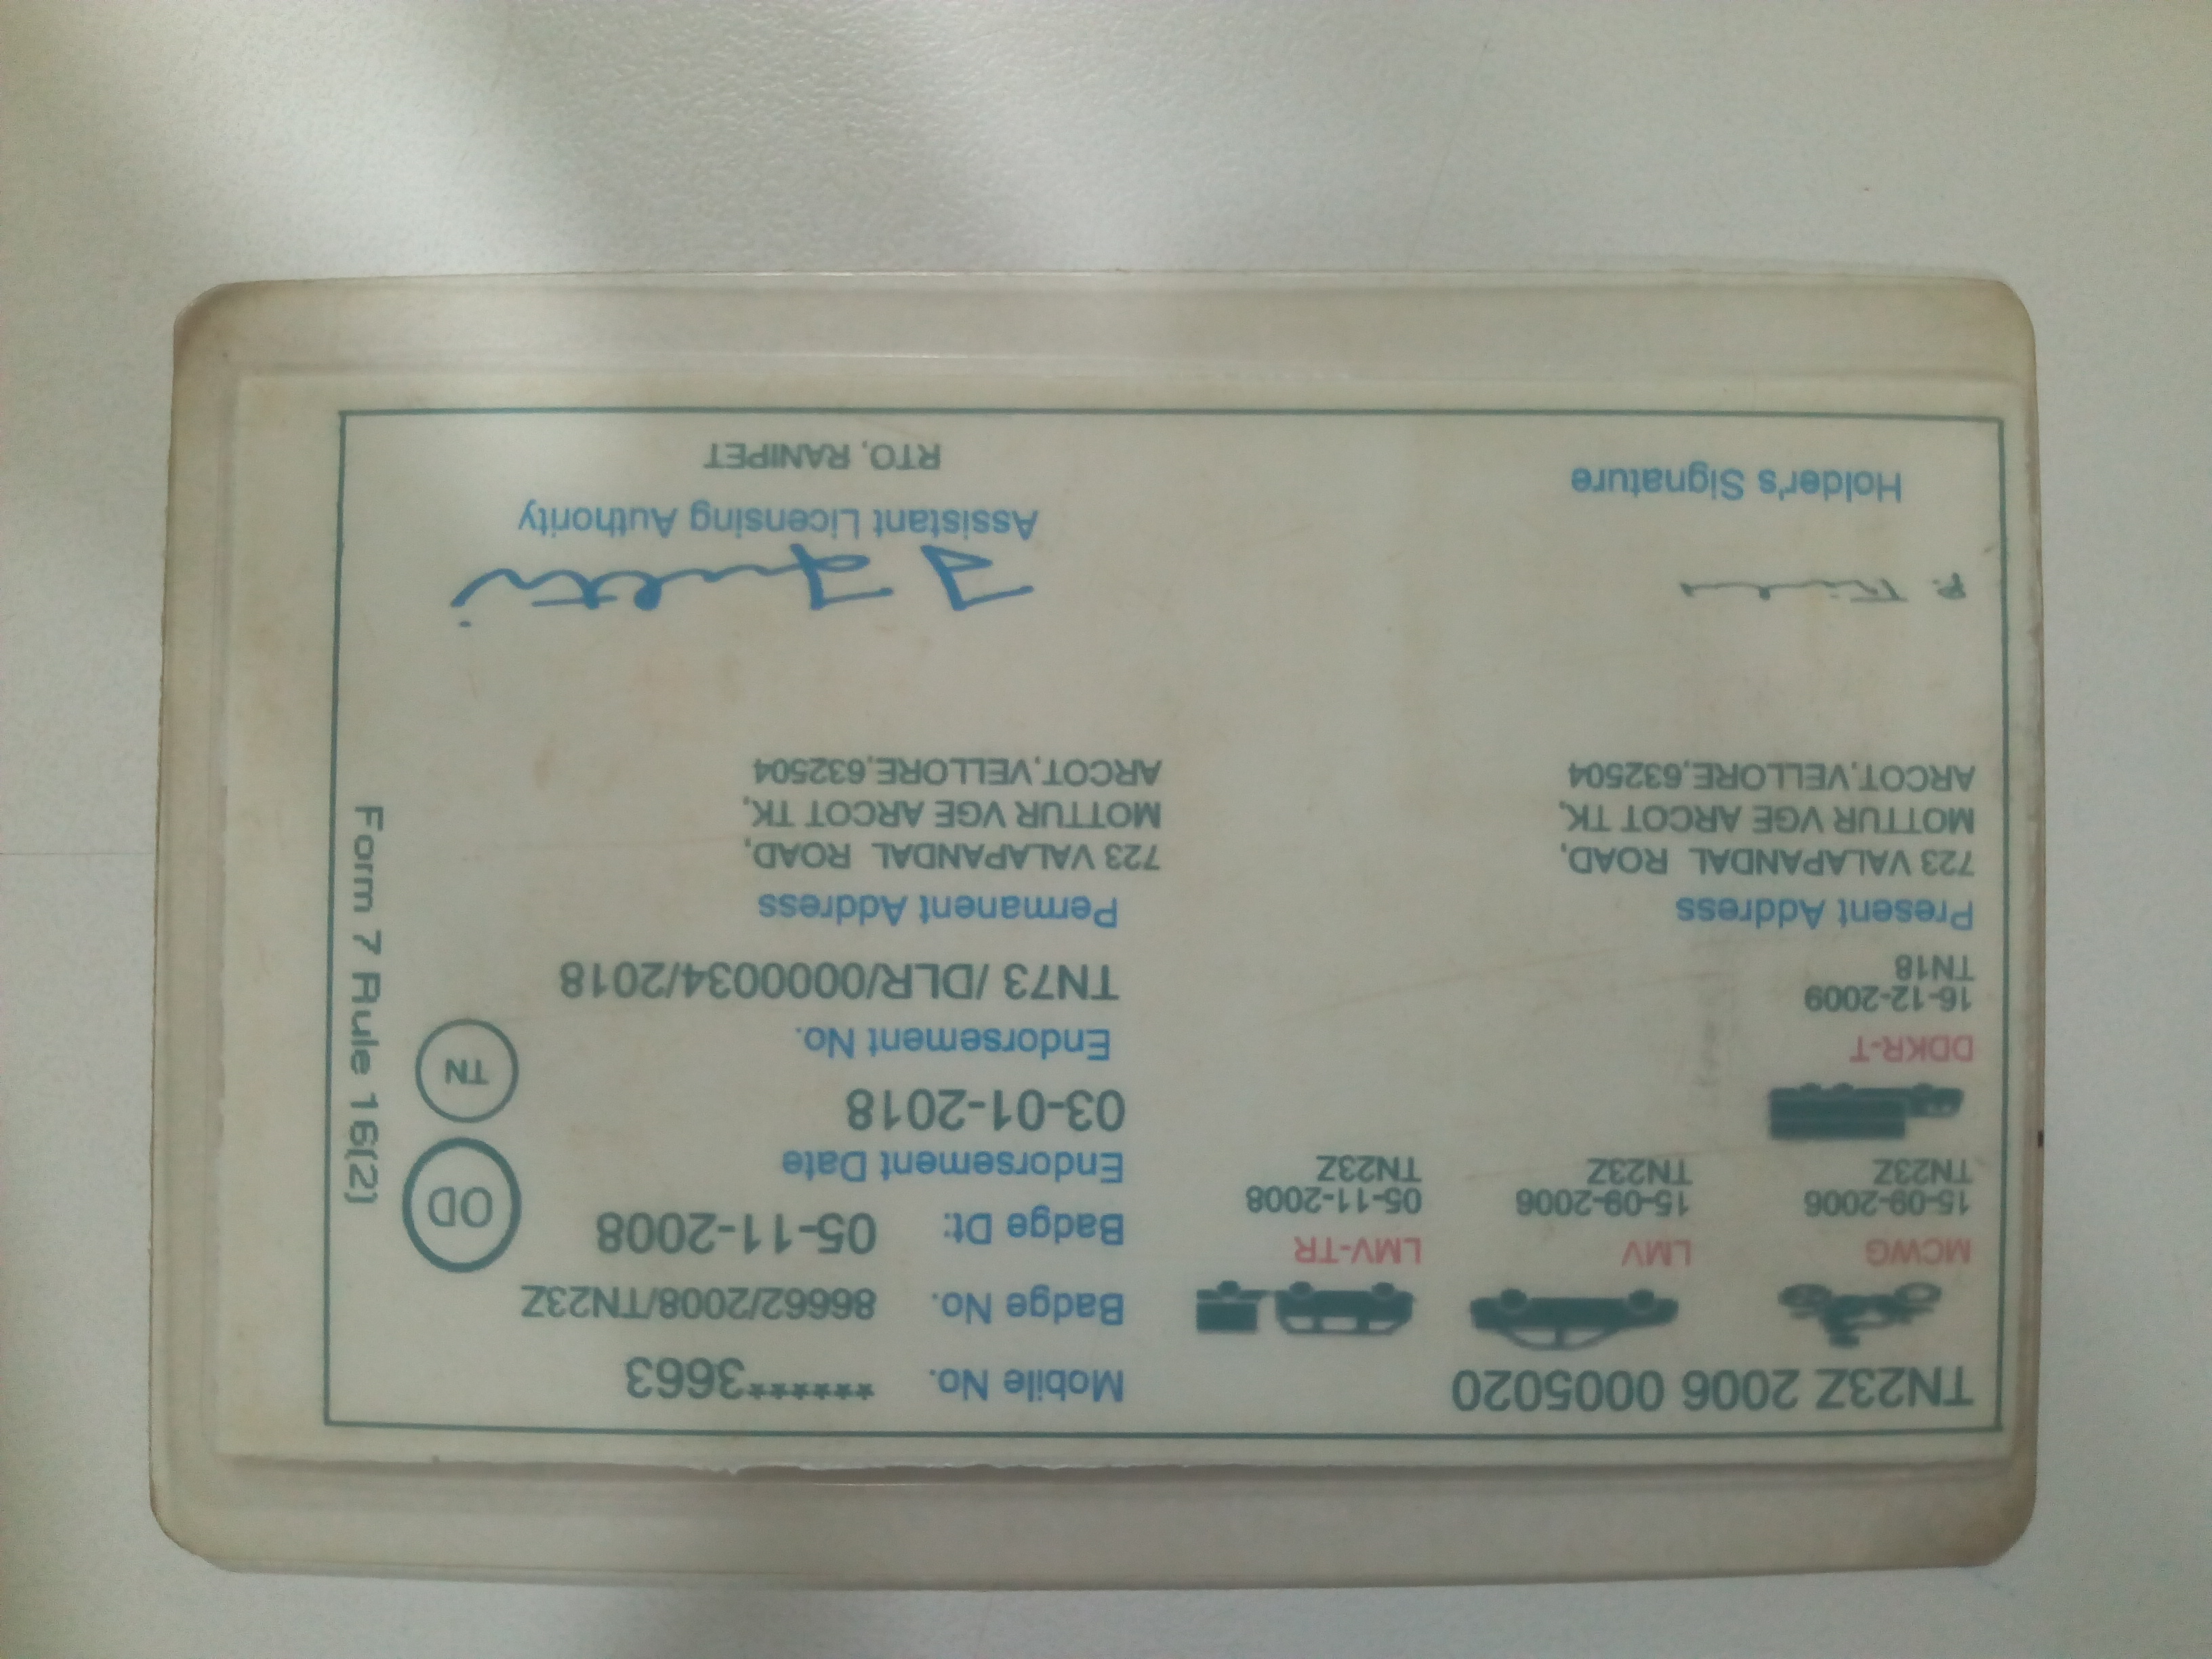 TN23Z 2006 0005020
MCWG
15-09-2006
TN23Z
LMV
15-09-2006
TN23Z
LMV-TR
05-11-2008
TN23Z
DDKR-T
16-12-2009
TN18
Mobile No. ******3663
Badge No. 86662/2008/TN23Z
Badge Dt: 05-11-2008
Endorsement Date
03-01-2018
Endorsement No.
TN73 /DLR/0000034/2018
OD
TN
Form 7 Rule 16(2)
Present Address
723 VALAPANDAL ROAD,
MOTTUR VGE ARCOT TK,
ARCOT,VELLORE,632504
Permanent Address
723 VALAPANDAL ROAD,
MOTTUR VGE ARCOT TK,
ARCOT,VELLORE,632504
Holder's Signature
Assistant Licensing Authority
RTO, RANIPET